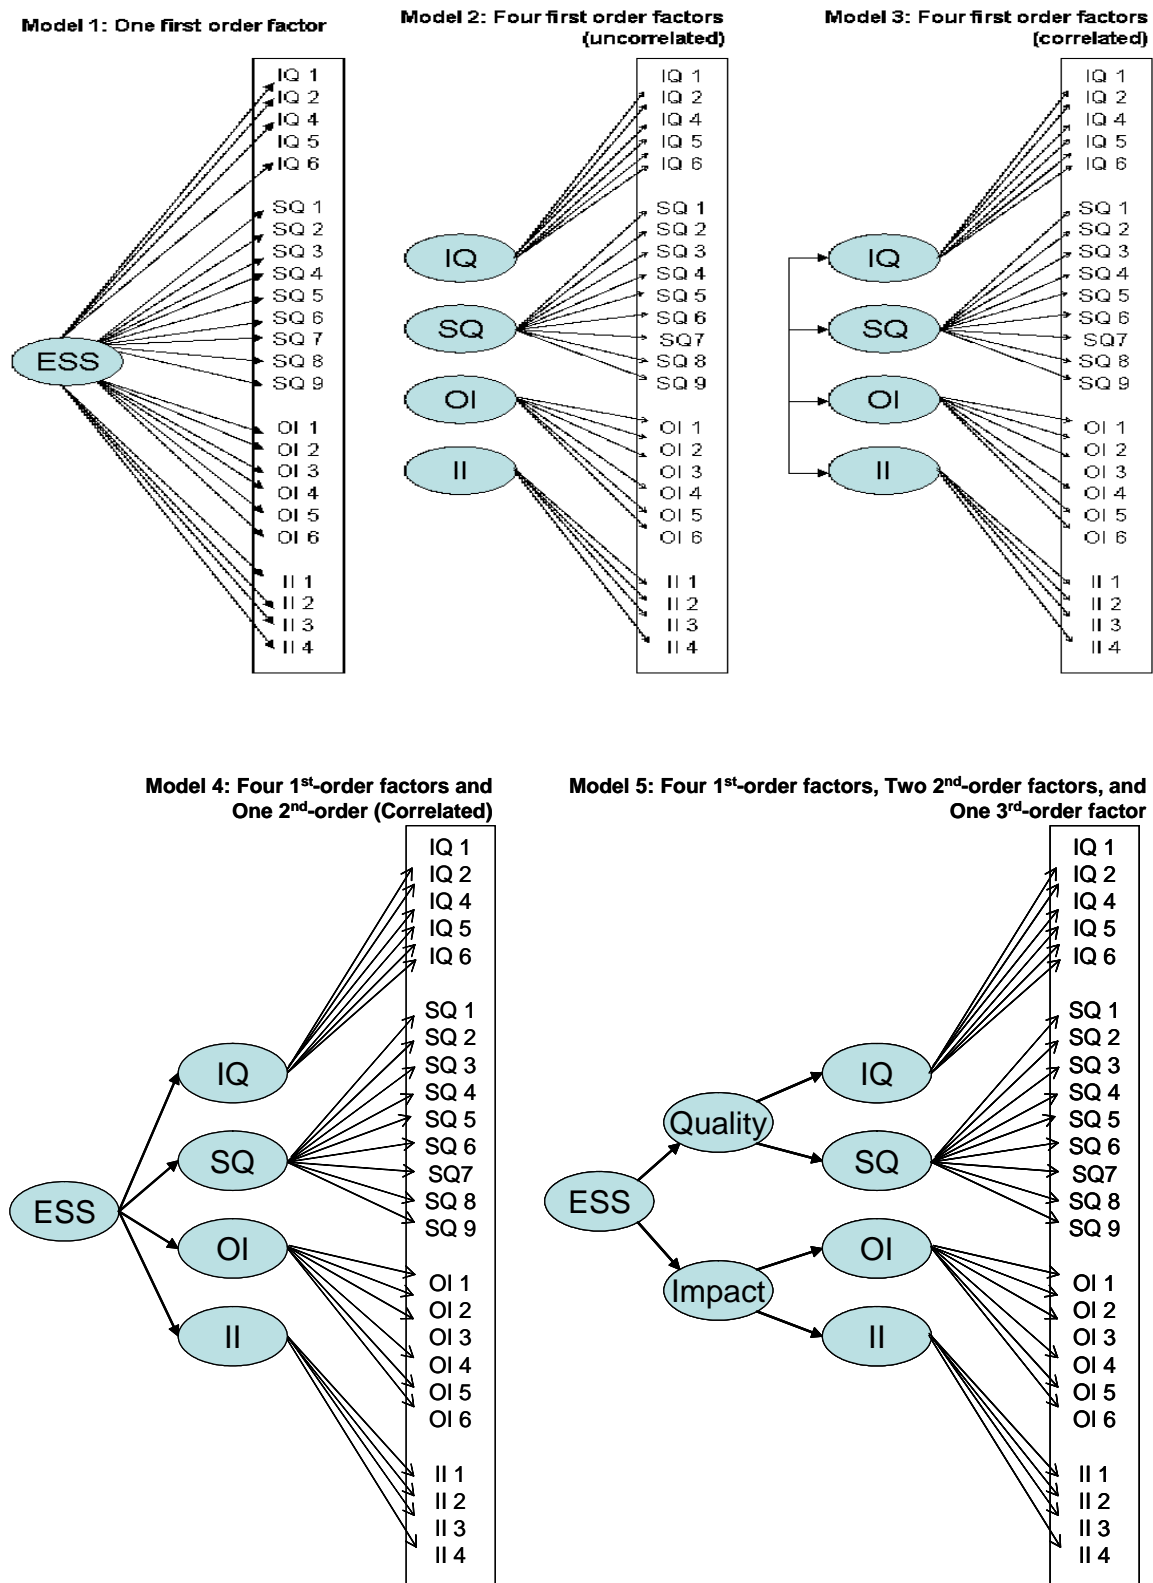 Model 1: One first order factor
IQ 1
IQ 2
IQ 4
IQ 5
IQ 6
SQ 1
SQ 2
SQ 3
SQ 4
SQ 5
SQ 6
SQ 7
SQ 8
SQ 9
OI 1
OI 2
OI 3
OI 4
OI 5
OI 6
II 1
II 2
II 3
II 4
ESS
Model 2: Four first order factors
(uncorrelated)
IQ 1
IQ 2
IQ 4
IQ 5
IQ 6
SQ 1
SQ 2
SQ 3
SQ 4
SQ 5
SQ 6
SQ7
SQ 8
SQ 9
OI 1
OI 2
OI 3
OI 4
OI 5
OI 6
II 1
II 2
II 3
II 4
IQ
SQ
OI
II
Model 3: Four first order factors
(correlated)
IQ 1
IQ 2
IQ 4
IQ 5
IQ 6
SQ 1
SQ 2
SQ 3
SQ 4
SQ 5
SQ 6
SQ7
SQ 8
SQ 9
OI 1
OI 2
OI 3
OI 4
OI 5
OI 6
II 1
II 2
II 3
II 4
IQ
SQ
OI
II
Model 4: Four 1st-order factors and
One 2nd-order (Correlated)
IQ 1
IQ 2
IQ 4
IQ 5
IQ 6
SQ 1
SQ 2
SQ 3
SQ 4
SQ 5
SQ 6
SQ7
SQ 8
SQ 9
OI 1
OI 2
OI 3
OI 4
OI 5
OI 6
II 1
II 2
II 3
II 4
IQ
SQ
ESS
OI
II
Model 5: Four 1st-order factors, Two 2nd-order factors, and
One 3rd-order factor
IQ 1
IQ 2
IQ 4
IQ 5
IQ 6
SQ 1
SQ 2
SQ 3
SQ 4
SQ 5
SQ 6
SQ7
SQ 8
SQ 9
OI 1
OI 2
OI 3
OI 4
OI 5
OI 6
II 1
II 2
II 3
II 4
IQ
Quality
SQ
ESS
OI
Impact
II